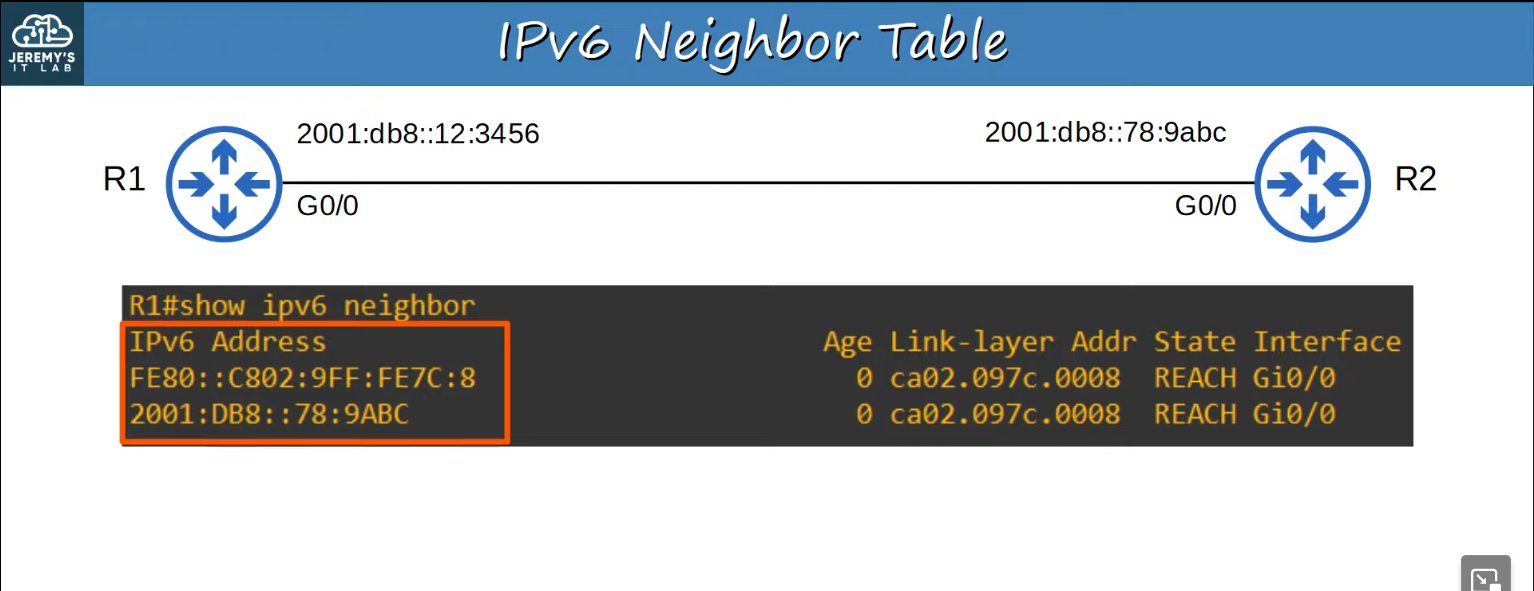 JEREMY'S
IT LAB
IPv6 Neighbor Table
2001:db8::12:3456
2001:db8::78:9abc
R1
R2
G0/0
G0/0
R1#show ipv6 neighbor
IPv6 Address Age Link-layer Addr State Interface
FE80::C802:9FF:FE7C:8 0 ca02.097c.0008 REACH Gi0/0
2001:DB8::78:9ABC 0 ca02.097c.0008 REACH Gi0/0